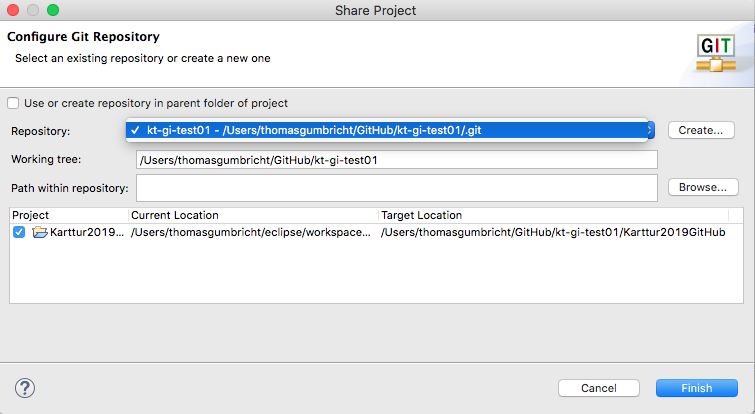 Share Project
Configure Git Repository
Select an existing repository or create a new one
GIT
Use or create repository in parent folder of project
Repository: ✓ kt-gi-test01 - /Users/thomasgumbricht/GitHub/kt-gi-test01/.git Create...
Working tree: /Users/thomasgumbricht/GitHub/kt-gi-test01
Path within repository: Browse...
Project Current Location Target Location
Karttur2019... /Users/thomasgumbricht/eclipse/workspace... /Users/thomasgumbricht/GitHub/kt-gi-test01/Karttur2019GitHub
? Cancel Finish